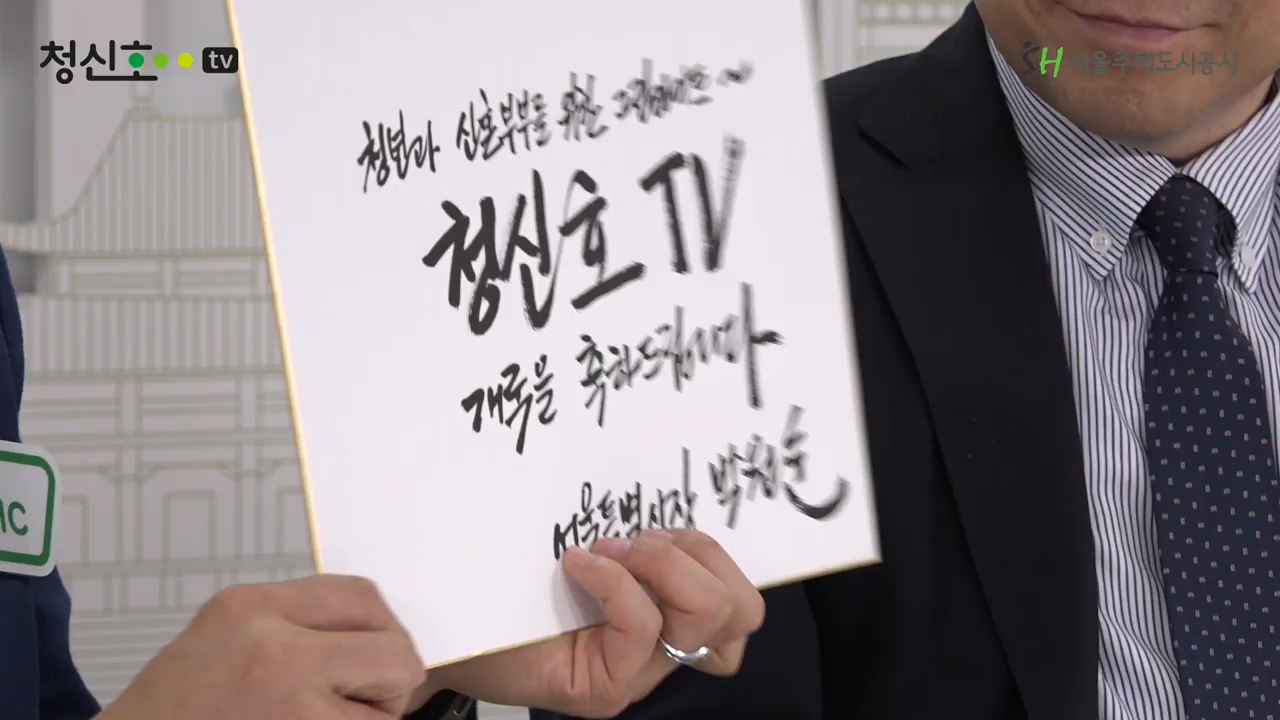 청신호 tv
SH 서울주택도시공사
청년과 신혼부부를 위한
청신호 TV
개국을 축하드립니다
서울특별시장 박원순
IC